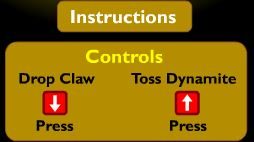 Instructions
Controls
Drop Claw Toss Dynamite
Press Press